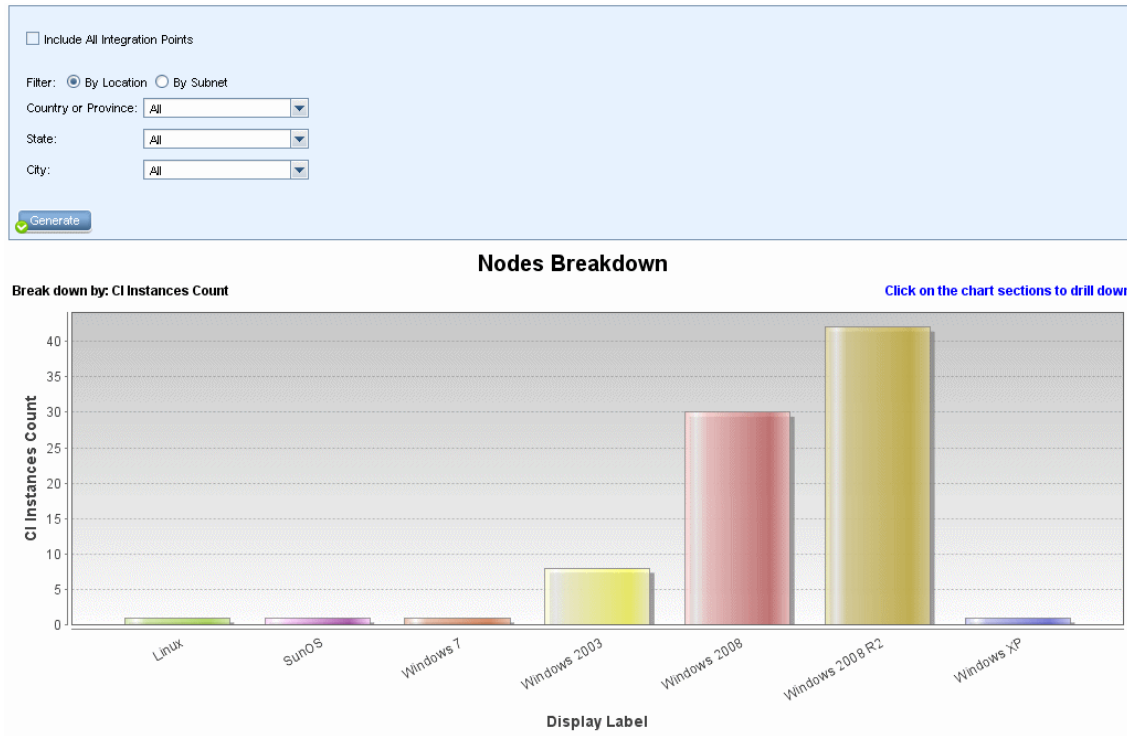 Include All Integration Points
Filter: By Location By Subnet
Country or Province: All
State: All
City: All
Generate
Nodes Breakdown
Break down by: CI Instances Count
Click on the chart sections to drill down
CI Instances Count
40
35
30
25
20
15
10
5
0
Linux
SunOS
Windows 7
Windows 2003
Windows 2008
Windows 2008 R2
Windows XP
Display Label